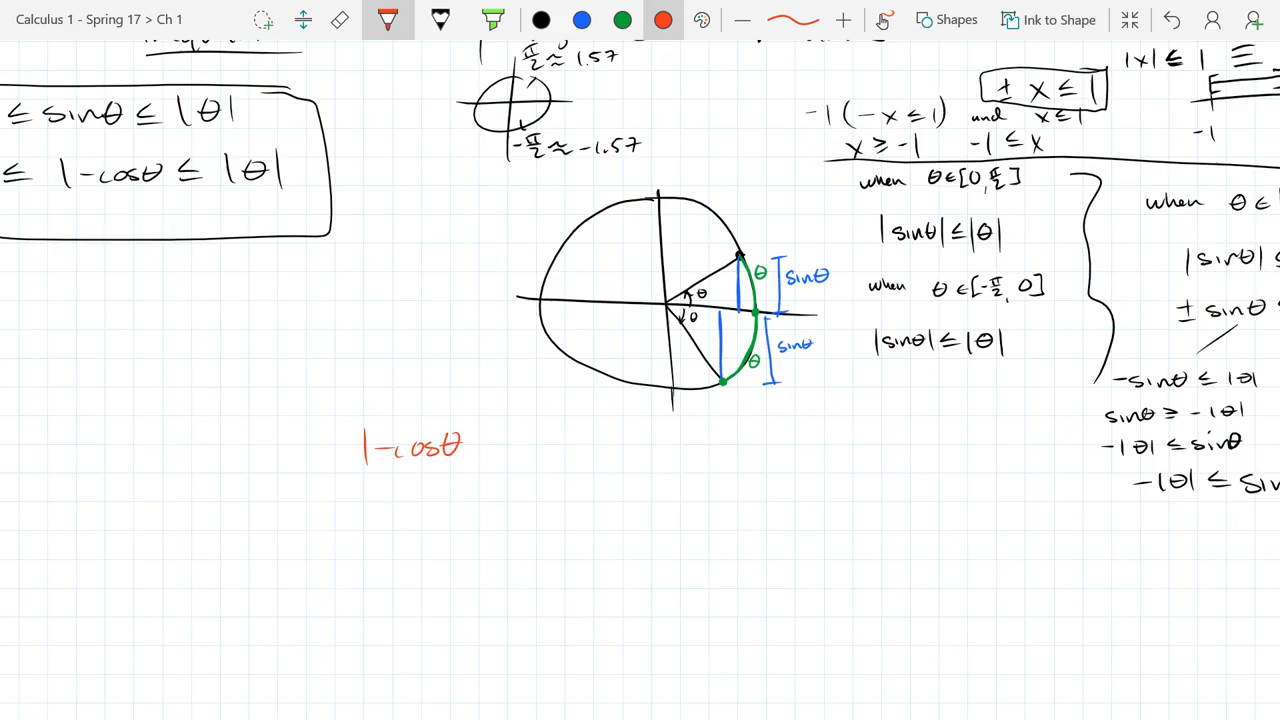 Calculus 1 - Spring 17 > Ch 1
Shapes
Ink to Shape
π/2 ≈ 1.57
-π/2 ≈ -1.57
≤ sinθ ≤ |θ|
≤ 1-cosθ ≤ |θ|
|x| ≤ 1
± x ≤ 1
-1(-x ≤ 1) and x ≤ 1
x ≥ -1 -1 ≤ x
-1
when θ∈[0, π/2]
|sinθ| ≤ |θ|
when θ∈[-π/2, 0]
|sinθ| ≤ |θ|
θ
sinθ
θ
θ
sinθ
θ
when θ ∈
|sinθ| ≤
± sinθ
-sinθ ≤ |θ|
sinθ ≥ -|θ|
-|θ| ≤ sinθ
-|θ| ≤ sin
1-cosθ